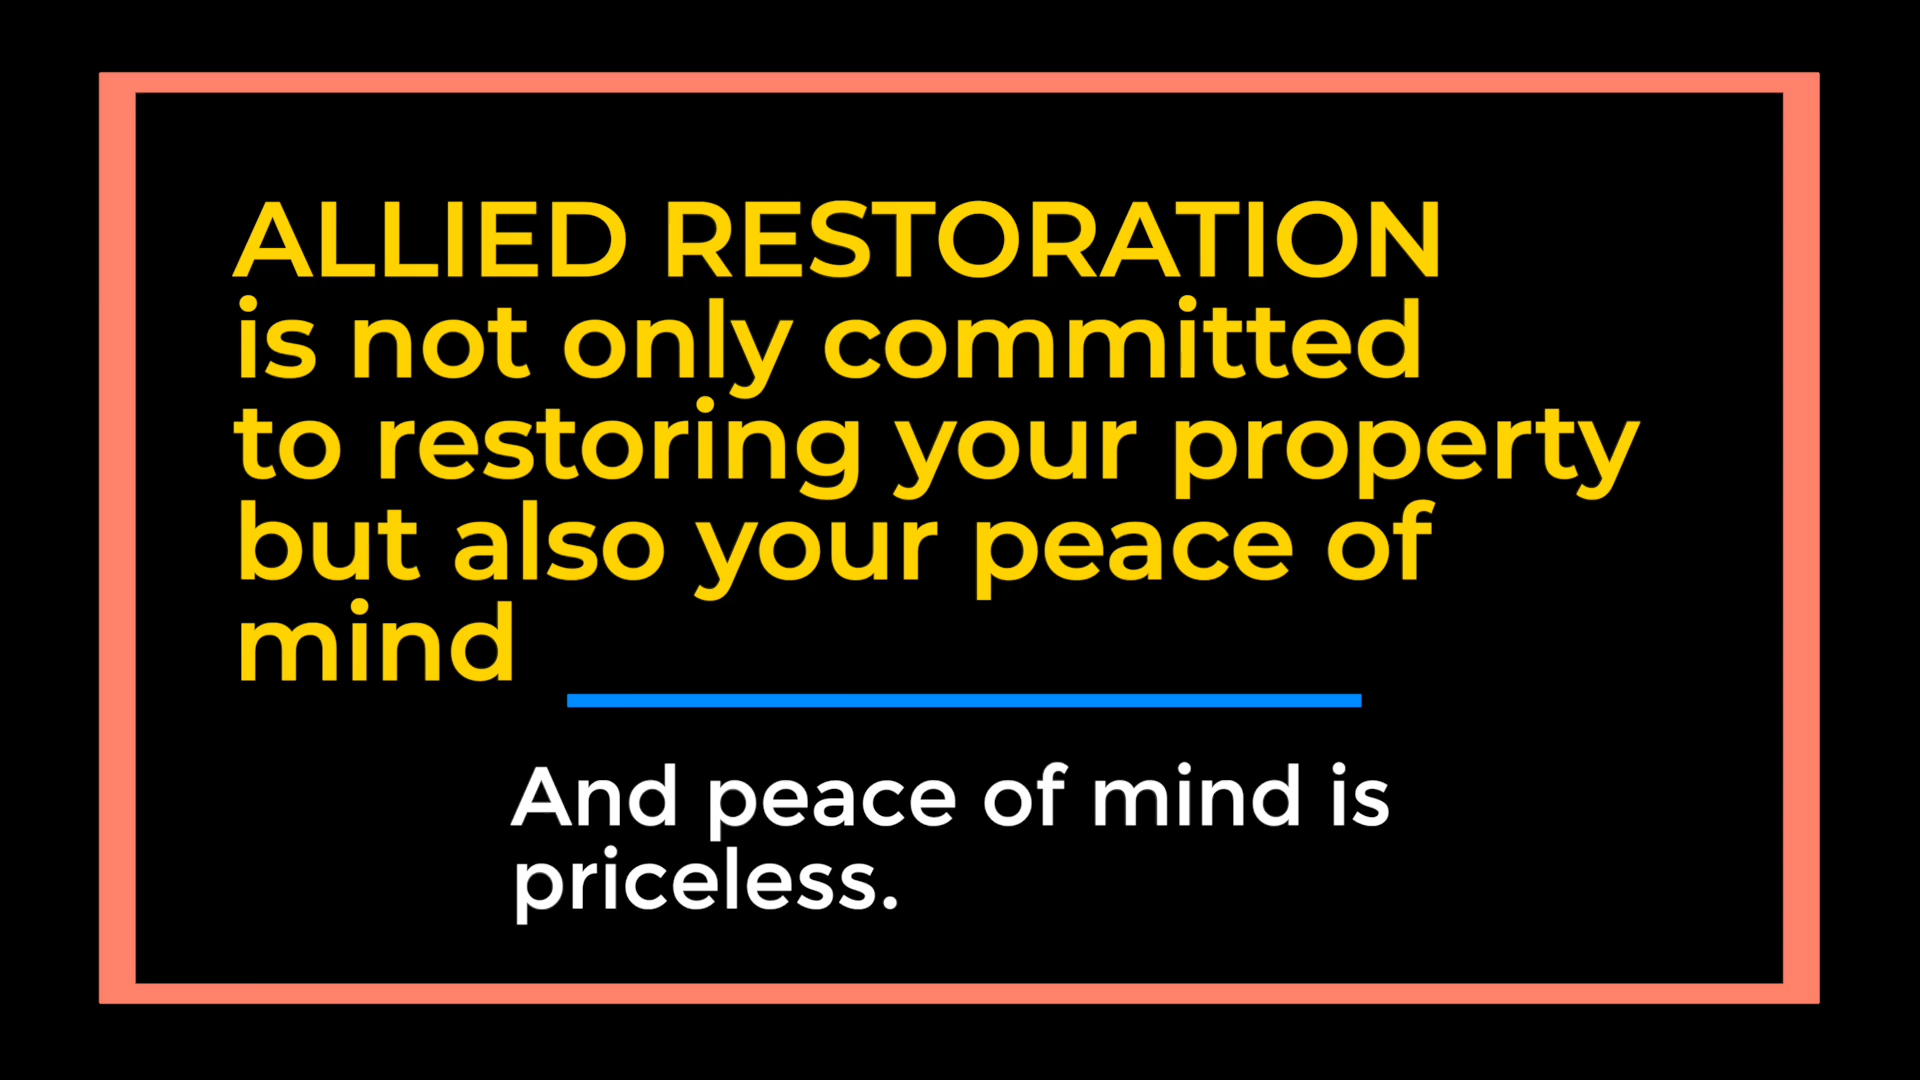 ALLIED RESTORATION
is not only committed
to restoring your property
but also your peace of
mind
And peace of mind is
priceless.